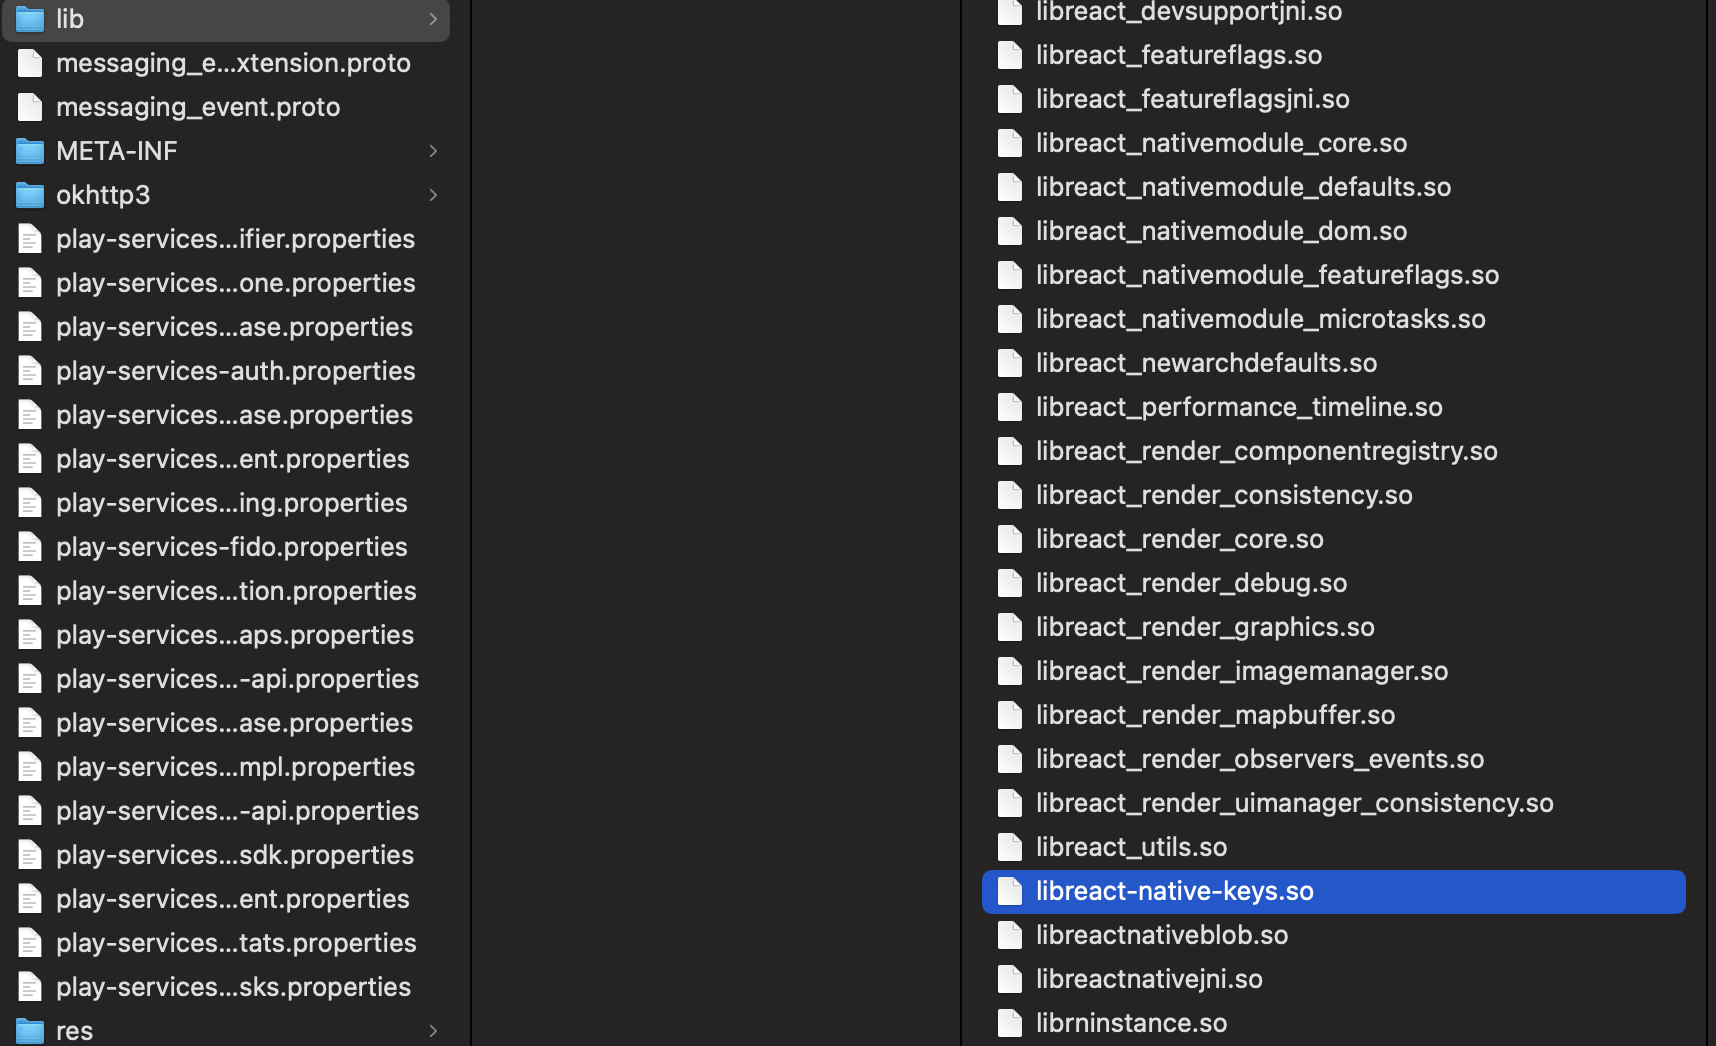 lib
messaging_e...xtension.proto
messaging_event.proto
META-INF
okhttp3
play-services...ifier.properties
play-services...one.properties
play-services...ase.properties
play-services-auth.properties
play-services...ase.properties
play-services...ent.properties
play-services...ing.properties
play-services-fido.properties
play-services...tion.properties
play-services...aps.properties
play-services...-api.properties
play-services...ase.properties
play-services...mpl.properties
play-services...-api.properties
play-services...sdk.properties
play-services...ent.properties
play-services...tats.properties
play-services...sks.properties
res
libreact_devsupportjni.so
libreact_featureflags.so
libreact_featureflagsjni.so
libreact_nativemodule_core.so
libreact_nativemodule_defaults.so
libreact_nativemodule_dom.so
libreact_nativemodule_featureflags.so
libreact_nativemodule_microtasks.so
libreact_newarchdefaults.so
libreact_performance_timeline.so
libreact_render_componentregistry.so
libreact_render_consistency.so
libreact_render_core.so
libreact_render_debug.so
libreact_render_graphics.so
libreact_render_imagemanager.so
libreact_render_mapbuffer.so
libreact_render_observers_events.so
libreact_render_uimanager_consistency.so
libreact_utils.so
libreact-native-keys.so
libreactnativeblob.so
libreactnativejni.so
librninstance.so